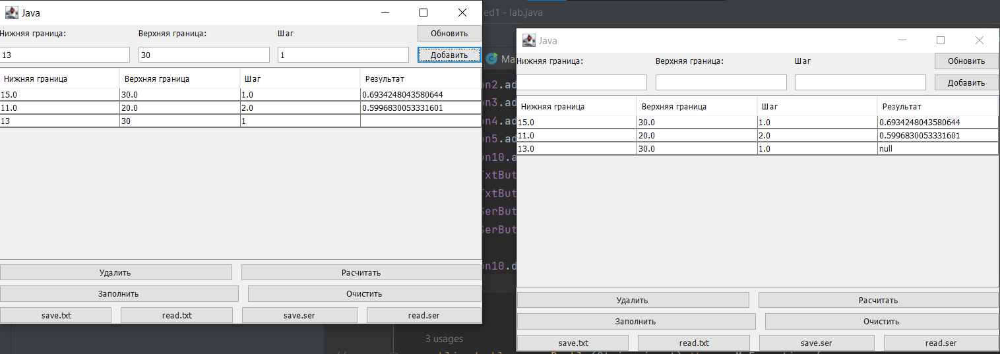 Java
Нижняя граница: Верхняя граница: Шаг Обновить
13 30 1 Добавить
Нижняя граница Верхняя граница Шаг Результат
15.0 30.0 1.0 0.6934248043580644
11.0 20.0 2.0 0.5996830053331601
13 30 1
Удалить Расчитать
Заполнить Очистить
save.txt read.txt save.ser read.ser
ed1 - lab.java
Ma
on2.ad
on3.ad
on4.ad
on5.ad
on10.a
TxtBut
TxtBut
SerBut
SerBut
on10.d
3 usages
Java
Нижняя граница: Верхняя граница: Шаг Обновить
Добавить
Нижняя граница Верхняя граница Шаг Результат
15.0 30.0 1.0 0.6934248043580644
11.0 20.0 2.0 0.5996830053331601
13.0 30.0 1.0 null
Удалить Расчитать
Заполнить Очистить
save.txt read.txt save.ser read.ser